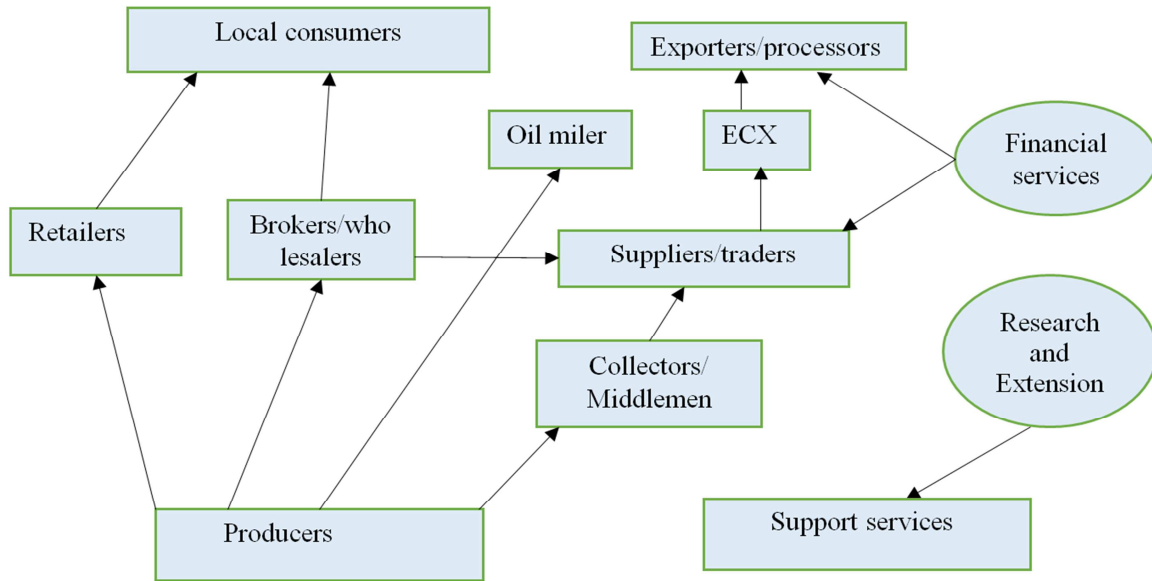 Local consumers
Exporters/processors
Oil miler
ECX
Financial
services
Retailers
Brokers/who
lesalers
Suppliers/traders
Research
and
Extension
Collectors/
Middlemen
Producers
Support services